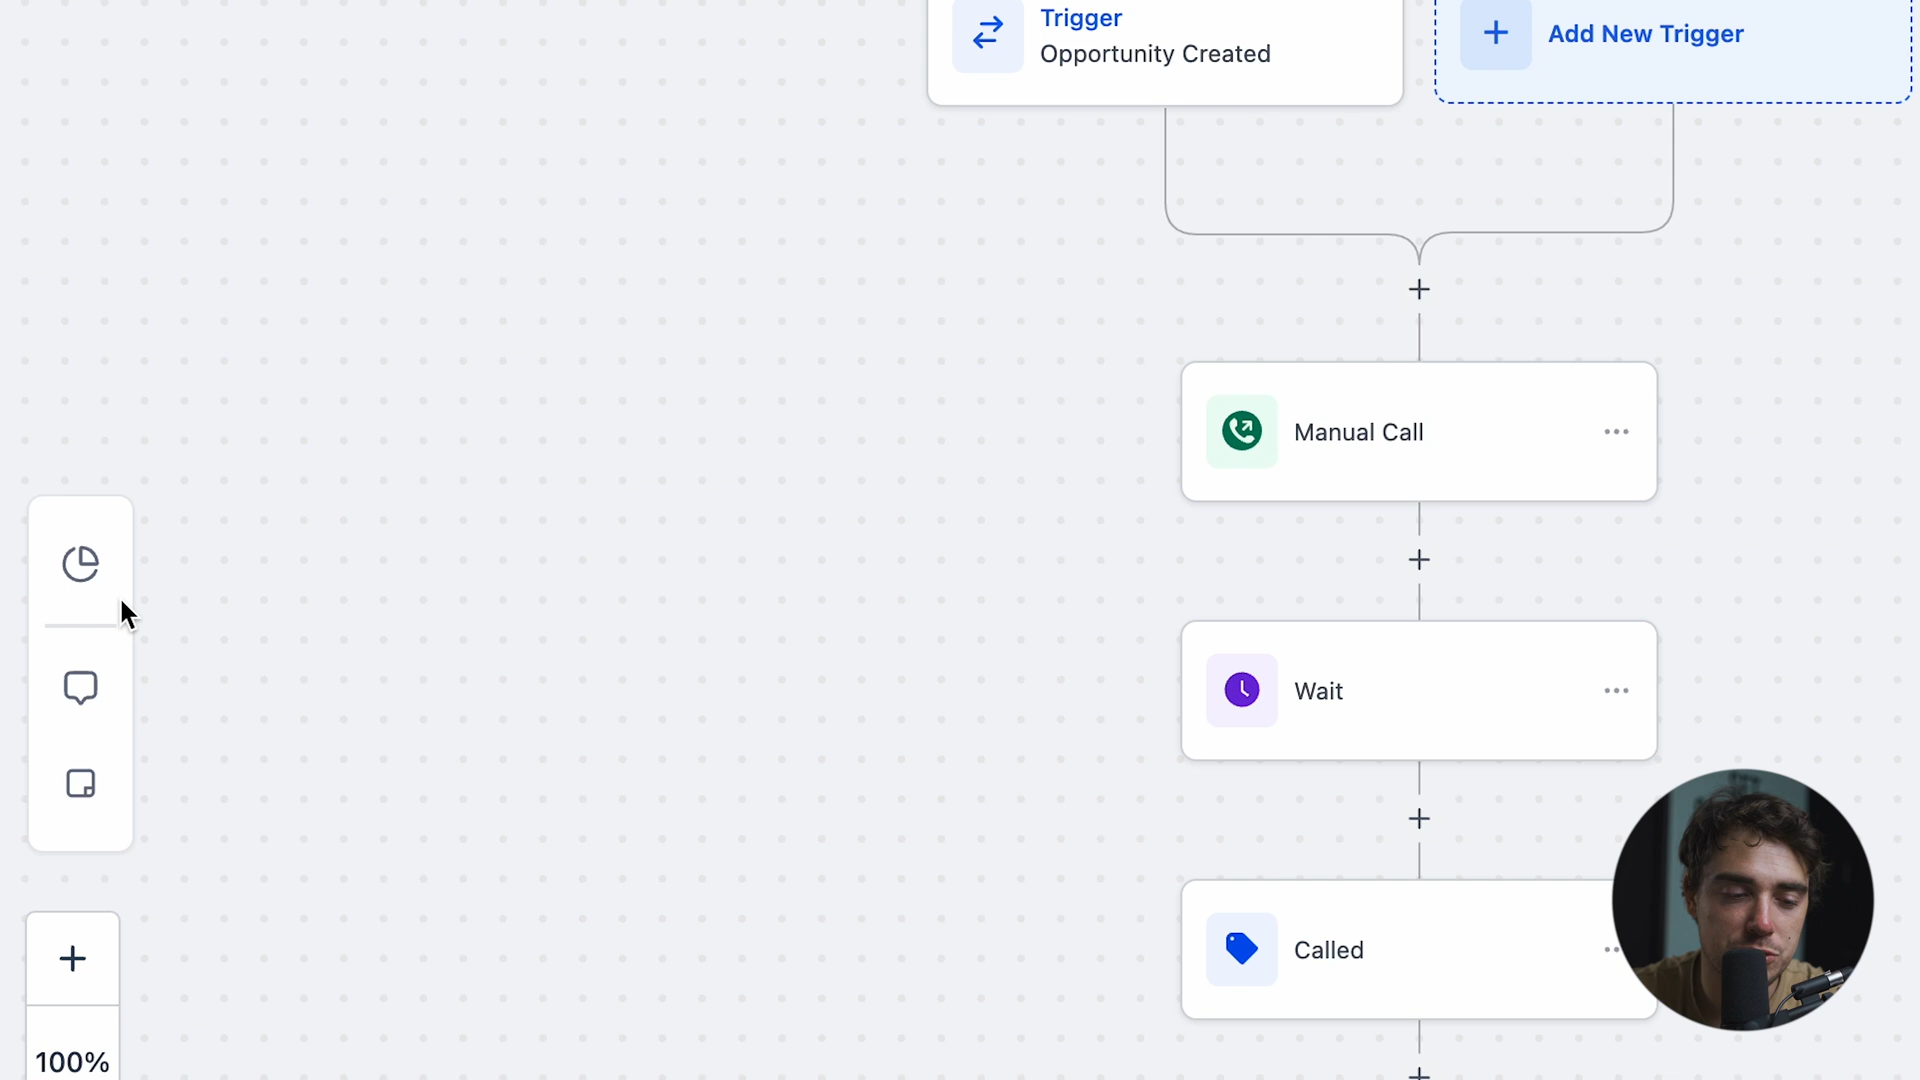 Trigger
Opportunity Created
Add New Trigger
Manual Call
Wait
Called
100%